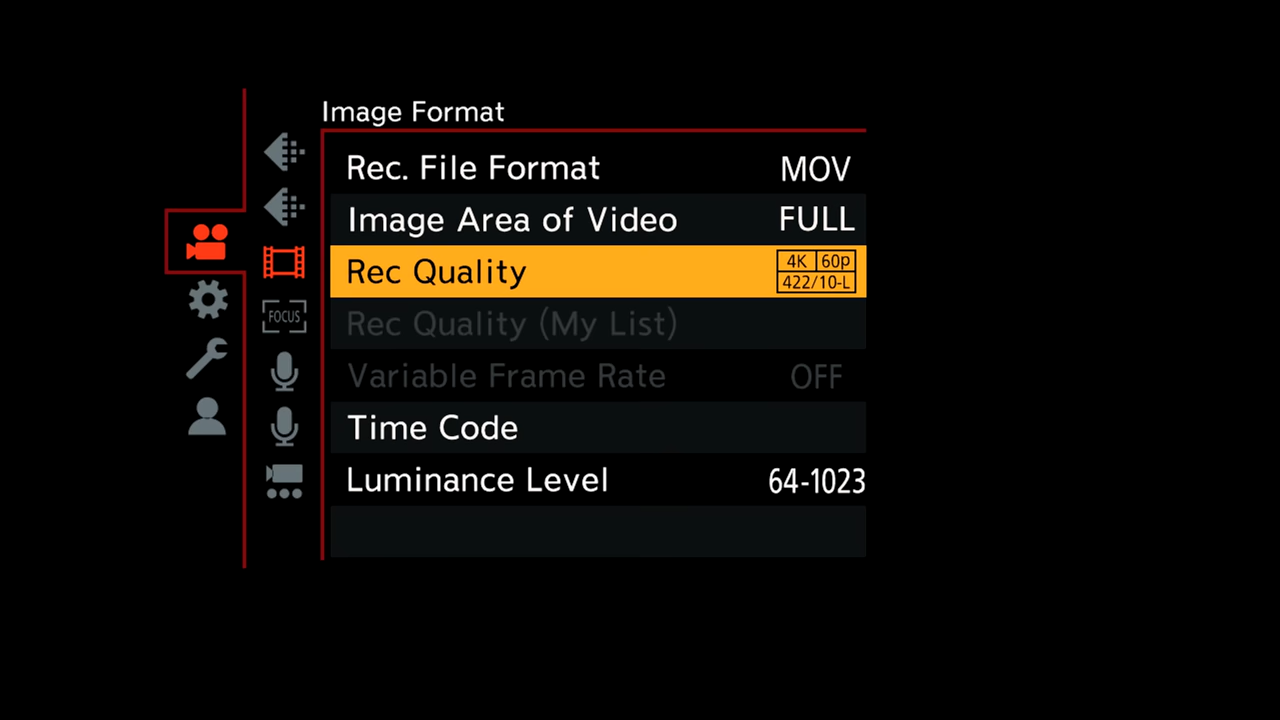 Image Format
Rec. File Format MOV
Image Area of Video FULL
Rec Quality 4K 60p 422/10-L
Rec Quality (My List)
FOCUS
Variable Frame Rate OFF
Time Code
Luminance Level 64-1023